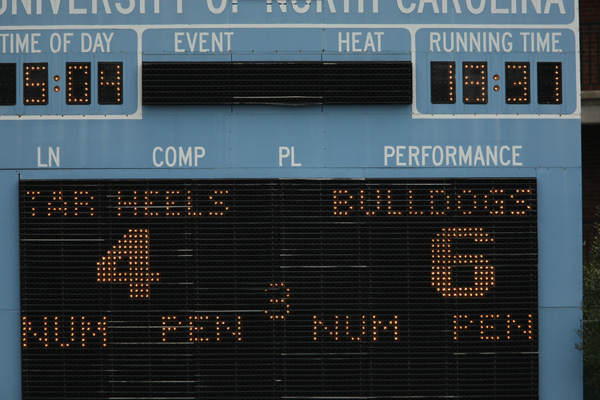 UNIVERSITY OF NORTH CAROLINA
TIME OF DAY EVENT HEAT RUNNING TIME
5:04 19:31
LN COMP PL PERFORMANCE
TAR HEELS BULLDOGS
4 6
3
NUM PEN NUM PEN